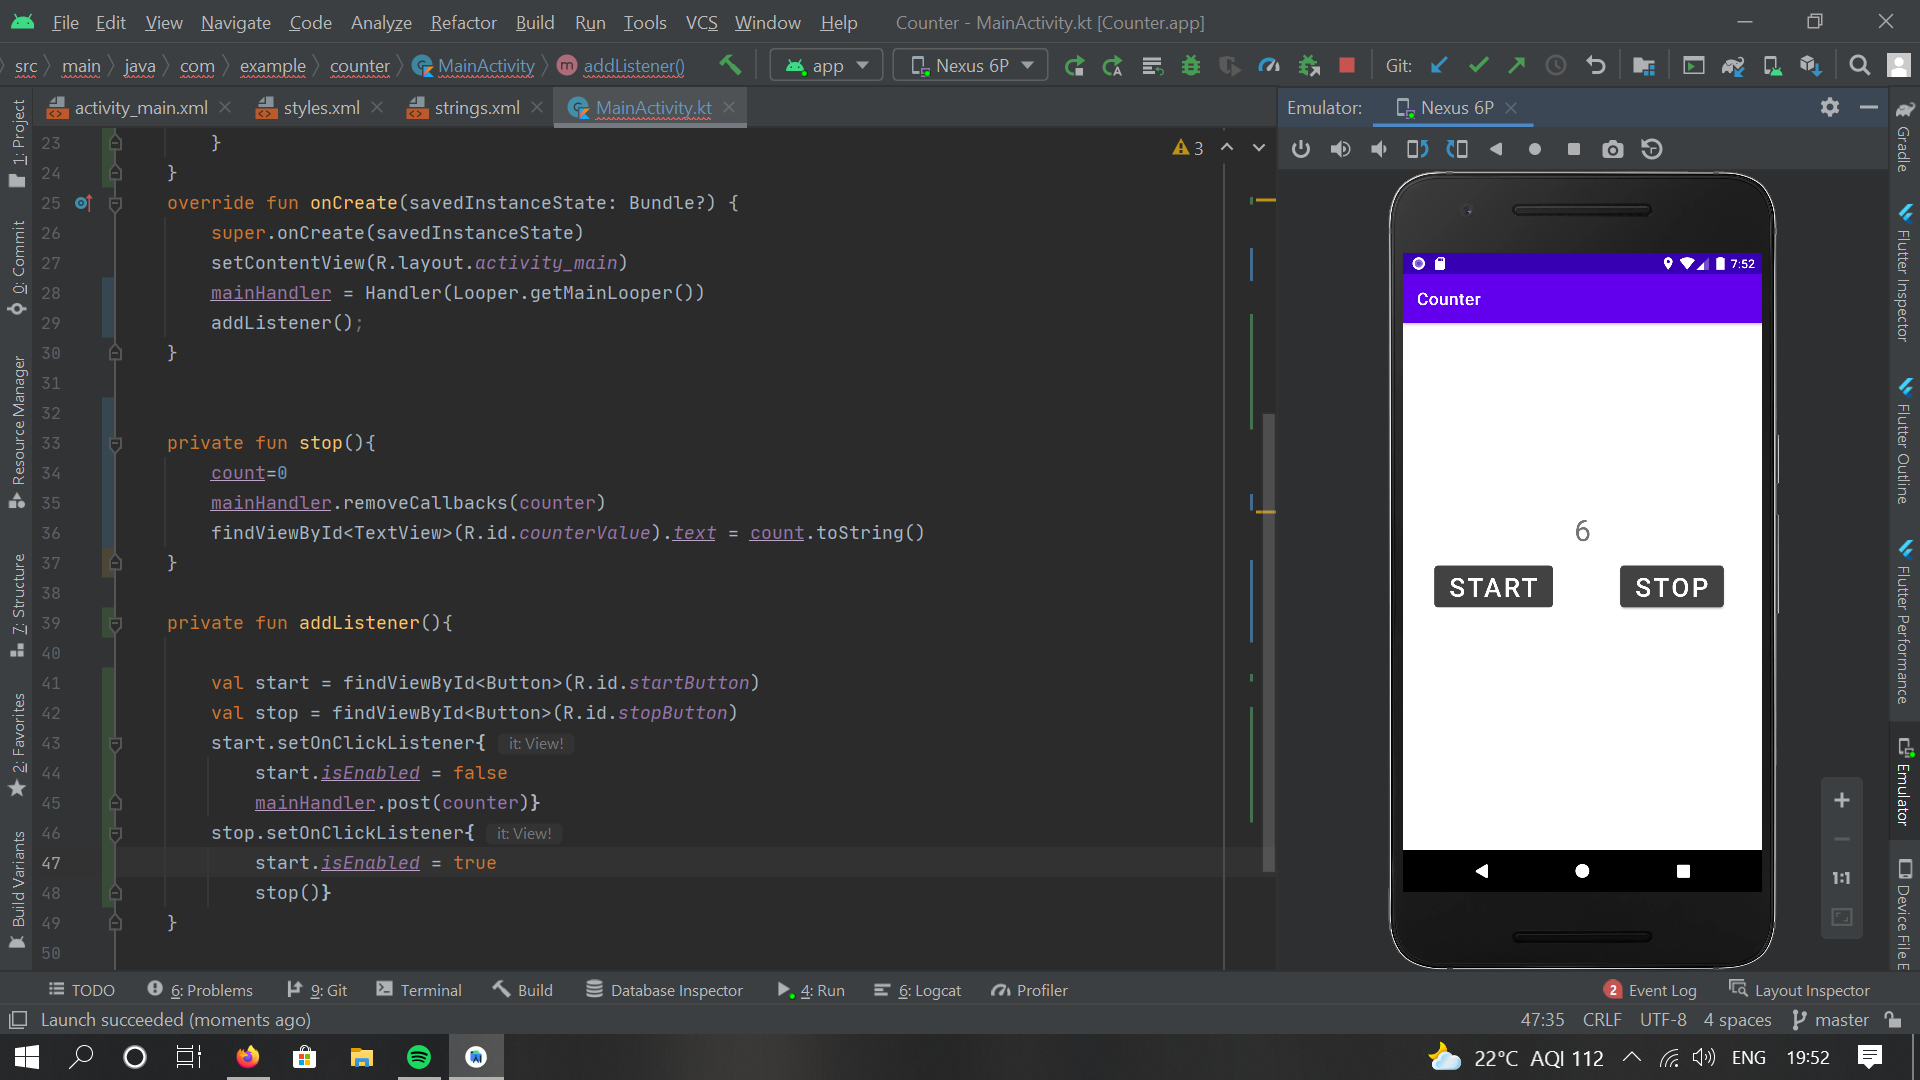 File Edit View Navigate Code Analyze Refactor Build Run Tools VCS Window Help Counter - MainActivity.kt [Counter.app]
src main java com example counter MainActivity m addListener() app Nexus 6P Git:
activity_main.xml styles.xml strings.xml MainActivity.kt Emulator: Nexus 6P
1: Project
0: Commit
Resource Manager
7: Structure
2: Favorites
Build Variants
3
23 }
24 }
25 override fun onCreate(savedInstanceState: Bundle?) {
26 super.onCreate(savedInstanceState)
27 setContentView(R.layout.activity_main)
28 mainHandler = Handler(Looper.getMainLooper())
29 addListener();
30 }
31
32
33 private fun stop(){
34 count=0
35 mainHandler.removeCallbacks(counter)
36 findViewById<TextView>(R.id.counterValue).text = count.toString()
37 }
38
39 private fun addListener(){
40
41 val start = findViewById<Button>(R.id.startButton)
42 val stop = findViewById<Button>(R.id.stopButton)
43 start.setOnClickListener{ it: View!
44 start.isEnabled = false
45 mainHandler.post(counter)}
46 stop.setOnClickListener{ it: View!
47 start.isEnabled = true
48 stop()}
49 }
50
7:52
Counter
6
START STOP
1:1
Gradle
Flutter Inspector
Flutter Outline
Flutter Performance
Emulator
Device File E
TODO 6: Problems 9: Git Terminal Build Database Inspector 4: Run 6: Logcat Profiler 2 Event Log Layout Inspector
Launch succeeded (moments ago) 47:35 CRLF UTF-8 4 spaces master
22°C AQI 112 ENG 19:52